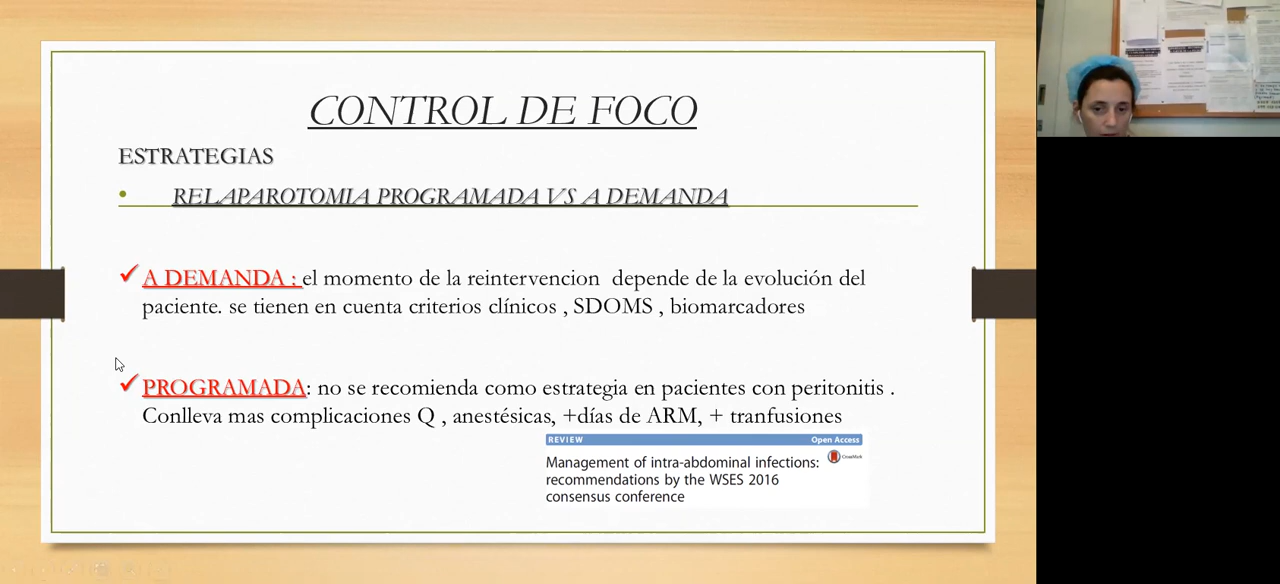 CONTROL DE FOCO
ESTRATEGIAS
• RELAPAROTOMIA PROGRAMADA VS A DEMANDA
✓ A DEMANDA : el momento de la reintervencion depende de la evolución del
paciente. se tienen en cuenta criterios clínicos , SDOMS , biomarcadores
✓ PROGRAMADA: no se recomienda como estrategia en pacientes con peritonitis .
Conlleva mas complicaciones Q , anestésicas, +días de ARM, + tranfusiones
REVIEW Open Access
Management of intra-abdominal infections:
recommendations by the WSES 2016
consensus conference
CrossMark